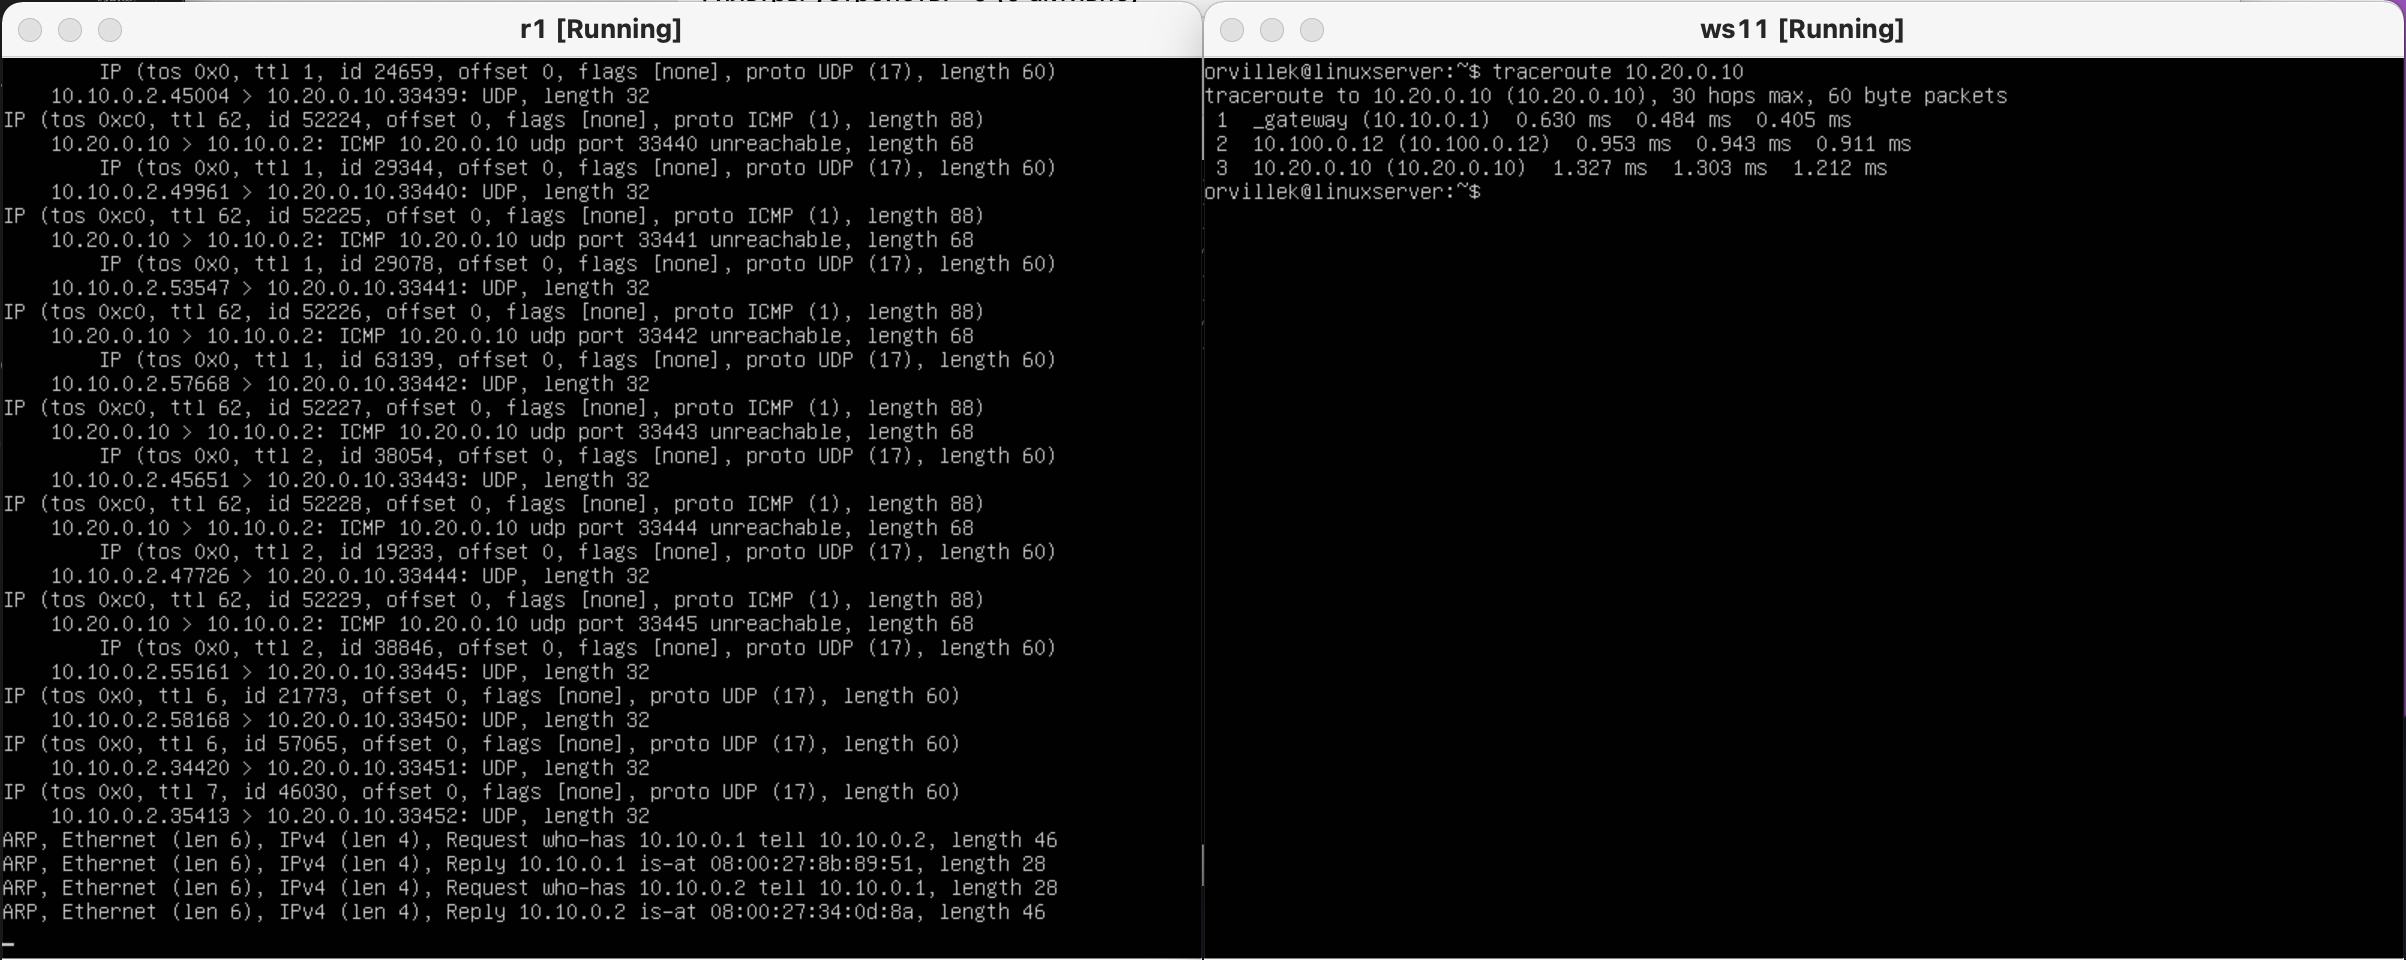 r1 [Running]
IP (tos 0x0, ttl 1, id 24659, offset 0, flags [none], proto UDP (17), length 60)
10.10.0.2.45004 > 10.20.0.10.33439: UDP, length 32
IP (tos 0xc0, ttl 62, id 52224, offset 0, flags [none], proto ICMP (1), length 88)
10.20.0.10 > 10.10.0.2: ICMP 10.20.0.10 udp port 33440 unreachable, length 68
IP (tos 0x0, ttl 1, id 29344, offset 0, flags [none], proto UDP (17), length 60)
10.10.0.2.49961 > 10.20.0.10.33440: UDP, length 32
IP (tos 0xc0, ttl 62, id 52225, offset 0, flags [none], proto ICMP (1), length 88)
10.20.0.10 > 10.10.0.2: ICMP 10.20.0.10 udp port 33441 unreachable, length 68
IP (tos 0x0, ttl 1, id 29078, offset 0, flags [none], proto UDP (17), length 60)
10.10.0.2.53547 > 10.20.0.10.33441: UDP, length 32
IP (tos 0xc0, ttl 62, id 52226, offset 0, flags [none], proto ICMP (1), length 88)
10.20.0.10 > 10.10.0.2: ICMP 10.20.0.10 udp port 33442 unreachable, length 68
IP (tos 0x0, ttl 1, id 63139, offset 0, flags [none], proto UDP (17), length 60)
10.10.0.2.57668 > 10.20.0.10.33442: UDP, length 32
IP (tos 0xc0, ttl 62, id 52227, offset 0, flags [none], proto ICMP (1), length 88)
10.20.0.10 > 10.10.0.2: ICMP 10.20.0.10 udp port 33443 unreachable, length 68
IP (tos 0x0, ttl 2, id 38054, offset 0, flags [none], proto UDP (17), length 60)
10.10.0.2.45651 > 10.20.0.10.33443: UDP, length 32
IP (tos 0xc0, ttl 62, id 52228, offset 0, flags [none], proto ICMP (1), length 88)
10.20.0.10 > 10.10.0.2: ICMP 10.20.0.10 udp port 33444 unreachable, length 68
IP (tos 0x0, ttl 2, id 19233, offset 0, flags [none], proto UDP (17), length 60)
10.10.0.2.47726 > 10.20.0.10.33444: UDP, length 32
IP (tos 0xc0, ttl 62, id 52229, offset 0, flags [none], proto ICMP (1), length 88)
10.20.0.10 > 10.10.0.2: ICMP 10.20.0.10 udp port 33445 unreachable, length 68
IP (tos 0x0, ttl 2, id 38846, offset 0, flags [none], proto UDP (17), length 60)
10.10.0.2.55161 > 10.20.0.10.33445: UDP, length 32
IP (tos 0x0, ttl 6, id 21773, offset 0, flags [none], proto UDP (17), length 60)
10.10.0.2.58168 > 10.20.0.10.33450: UDP, length 32
IP (tos 0x0, ttl 6, id 57065, offset 0, flags [none], proto UDP (17), length 60)
10.10.0.2.34420 > 10.20.0.10.33451: UDP, length 32
IP (tos 0x0, ttl 7, id 46030, offset 0, flags [none], proto UDP (17), length 60)
10.10.0.2.35413 > 10.20.0.10.33452: UDP, length 32
ARP, Ethernet (len 6), IPv4 (len 4), Request who-has 10.10.0.1 tell 10.10.0.2, length 46
ARP, Ethernet (len 6), IPv4 (len 4), Reply 10.10.0.1 is-at 08:00:27:8b:89:51, length 28
ARP, Ethernet (len 6), IPv4 (len 4), Request who-has 10.10.0.2 tell 10.10.0.1, length 28
ARP, Ethernet (len 6), IPv4 (len 4), Reply 10.10.0.2 is-at 08:00:27:34:0d:8a, length 46
ws11 [Running]
orvillek@linuxserver:~$ traceroute 10.20.0.10
traceroute to 10.20.0.10 (10.20.0.10), 30 hops max, 60 byte packets
1 _gateway (10.10.0.1) 0.630 ms 0.484 ms 0.405 ms
2 10.100.0.12 (10.100.0.12) 0.953 ms 0.943 ms 0.911 ms
3 10.20.0.10 (10.20.0.10) 1.327 ms 1.303 ms 1.212 ms
orvillek@linuxserver:~$